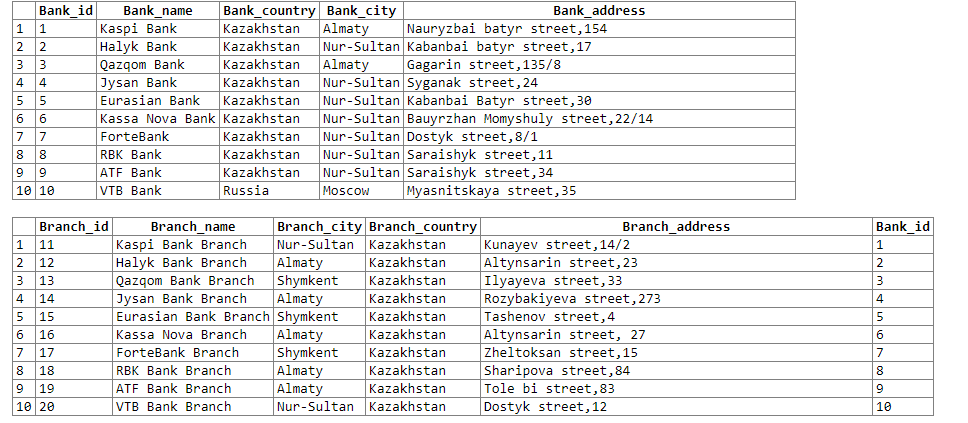 Bank_id Bank_name Bank_country Bank_city Bank_address
1 1 Kaspi Bank Kazakhstan Almaty Nauryzbai batyr street,154
2 2 Halyk Bank Kazakhstan Nur-Sultan Kabanbai batyr street,17
3 3 Qazqom Bank Kazakhstan Almaty Gagarin street,135/8
4 4 Jysan Bank Kazakhstan Nur-Sultan Syganak street,24
5 5 Eurasian Bank Kazakhstan Nur-Sultan Kabanbai Batyr street,30
6 6 Kassa Nova Bank Kazakhstan Nur-Sultan Bauyrzhan Momyshuly street,22/14
7 7 ForteBank Kazakhstan Nur-Sultan Dostyk street,8/1
8 8 RBK Bank Kazakhstan Nur-Sultan Saraishyk street,11
9 9 ATF Bank Kazakhstan Nur-Sultan Saraishyk street,34
10 10 VTB Bank Russia Moscow Myasnitskaya street,35
Branch_id Branch_name Branch_city Branch_country Branch_address Bank_id
1 11 Kaspi Bank Branch Nur-Sultan Kazakhstan Kunayev street,14/2 1
2 12 Halyk Bank Branch Almaty Kazakhstan Altynsarin street,23 2
3 13 Qazqom Bank Branch Shymkent Kazakhstan Ilyayeva street,33 3
4 14 Jysan Bank Branch Almaty Kazakhstan Rozybakiyeva street,273 4
5 15 Eurasian Bank Branch Shymkent Kazakhstan Tashenov street,4 5
6 16 Kassa Nova Branch Almaty Kazakhstan Altynsarin street, 27 6
7 17 ForteBank Branch Shymkent Kazakhstan Zheltoksan street,15 7
8 18 RBK Bank Branch Almaty Kazakhstan Sharipova street,84 8
9 19 ATF Bank Branch Almaty Kazakhstan Tole bi street,83 9
10 20 VTB Bank Branch Nur-Sultan Kazakhstan Dostyk street,12 10